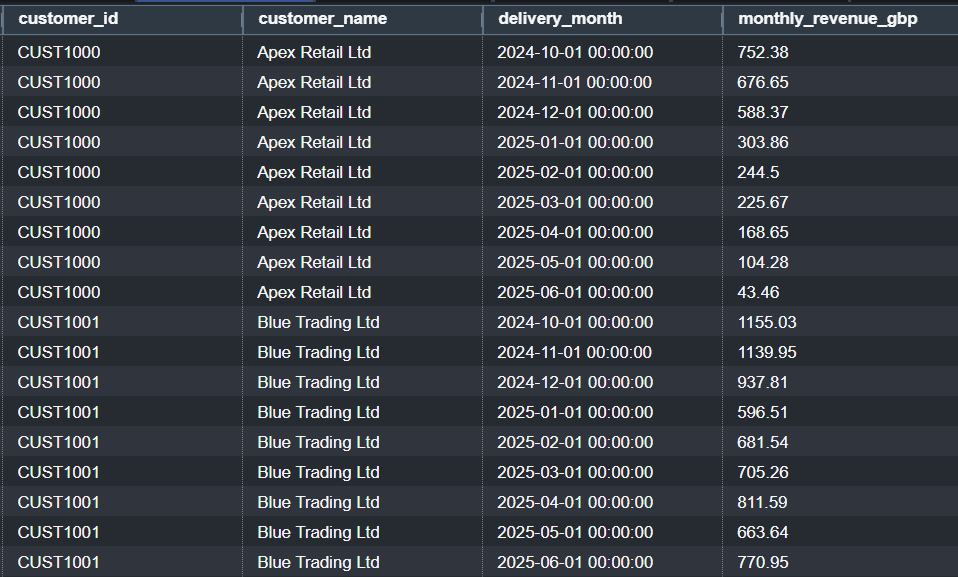 customer_id customer_name delivery_month monthly_revenue_gbp
CUST1000 Apex Retail Ltd 2024-10-01 00:00:00 752.38
CUST1000 Apex Retail Ltd 2024-11-01 00:00:00 676.65
CUST1000 Apex Retail Ltd 2024-12-01 00:00:00 588.37
CUST1000 Apex Retail Ltd 2025-01-01 00:00:00 303.86
CUST1000 Apex Retail Ltd 2025-02-01 00:00:00 244.5
CUST1000 Apex Retail Ltd 2025-03-01 00:00:00 225.67
CUST1000 Apex Retail Ltd 2025-04-01 00:00:00 168.65
CUST1000 Apex Retail Ltd 2025-05-01 00:00:00 104.28
CUST1000 Apex Retail Ltd 2025-06-01 00:00:00 43.46
CUST1001 Blue Trading Ltd 2024-10-01 00:00:00 1155.03
CUST1001 Blue Trading Ltd 2024-11-01 00:00:00 1139.95
CUST1001 Blue Trading Ltd 2024-12-01 00:00:00 937.81
CUST1001 Blue Trading Ltd 2025-01-01 00:00:00 596.51
CUST1001 Blue Trading Ltd 2025-02-01 00:00:00 681.54
CUST1001 Blue Trading Ltd 2025-03-01 00:00:00 705.26
CUST1001 Blue Trading Ltd 2025-04-01 00:00:00 811.59
CUST1001 Blue Trading Ltd 2025-05-01 00:00:00 663.64
CUST1001 Blue Trading Ltd 2025-06-01 00:00:00 770.95